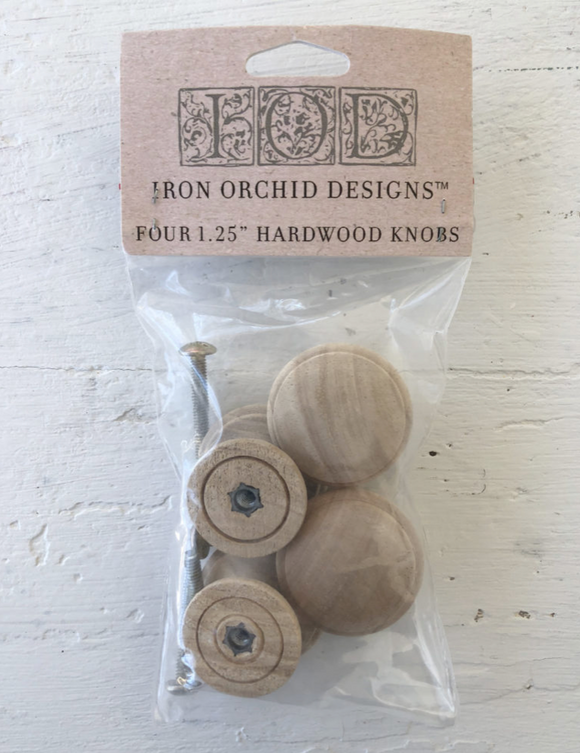 IOD
IRON ORCHID DESIGNS™
FOUR 1.25” HARDWOOD KNOBS